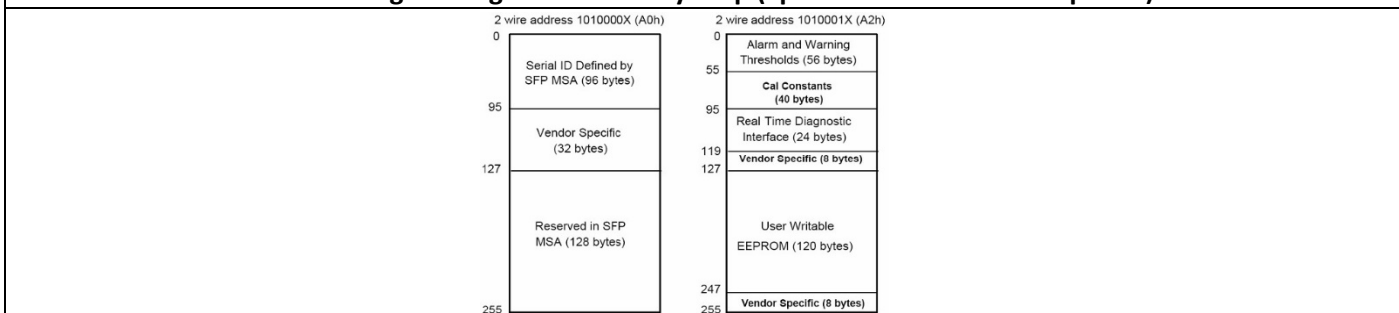 2 wire address 1010000X (A0h)
0
Serial ID Defined by
SFP MSA (96 bytes)
95
Vendor Specific
(32 bytes)
127
Reserved in SFP
MSA (128 bytes)
255
2 wire address 1010001X (A2h)
0
Alarm and Warning
Thresholds (56 bytes)
55
Cal Constants
(40 bytes)
95
Real Time Diagnostic
Interface (24 bytes)
119
Vendor Specific (8 bytes)
127
User Writable
EEPROM (120 bytes)
247
Vendor Specific (8 bytes)
255